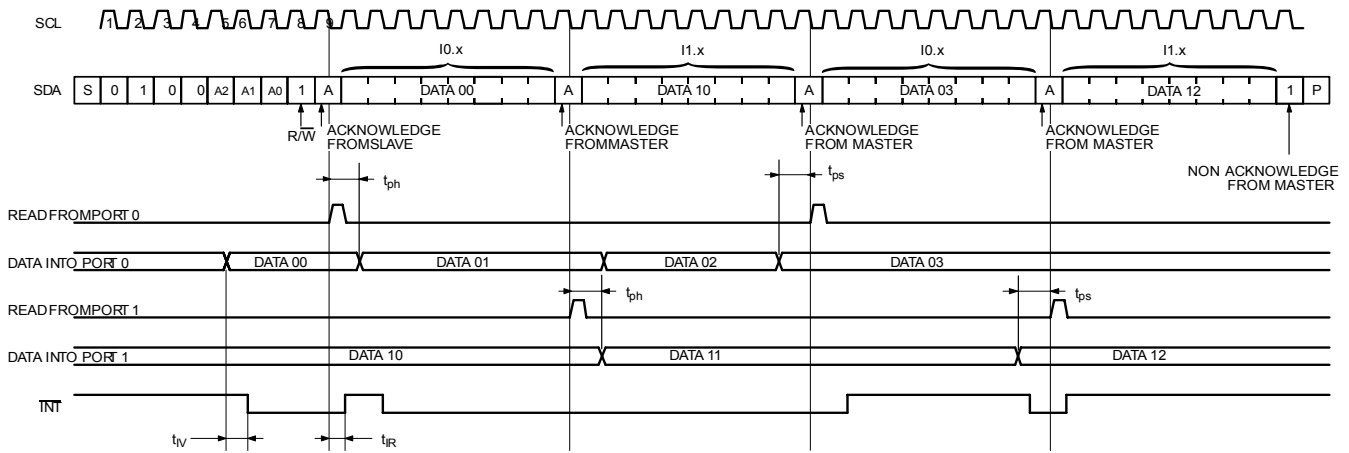 SCL 1 2 3 4 5 6 7 8 9
I0.x I1.x I0.x I1.x
SDA S 0 1 0 0 A2 A1 A0 1 A DATA 00 A DATA 10 A DATA 03 A DATA 12 1 P
R/W ACKNOWLEDGE ACKNOWLEDGE ACKNOWLEDGE ACKNOWLEDGE
FROMSLAVE FROMMASTER FROM MASTER FROM MASTER
NON ACKNOWLEDGE
FROM MASTER
tph tps
READ FROMPORT 0
DATA INTO PORT 0 DATA 00 DATA 01 DATA 02 DATA 03
tph tps
READ FROMPORT 1
DATA INTO PORT 1 DATA 10 DATA 11 DATA 12
INT
tIV tIR